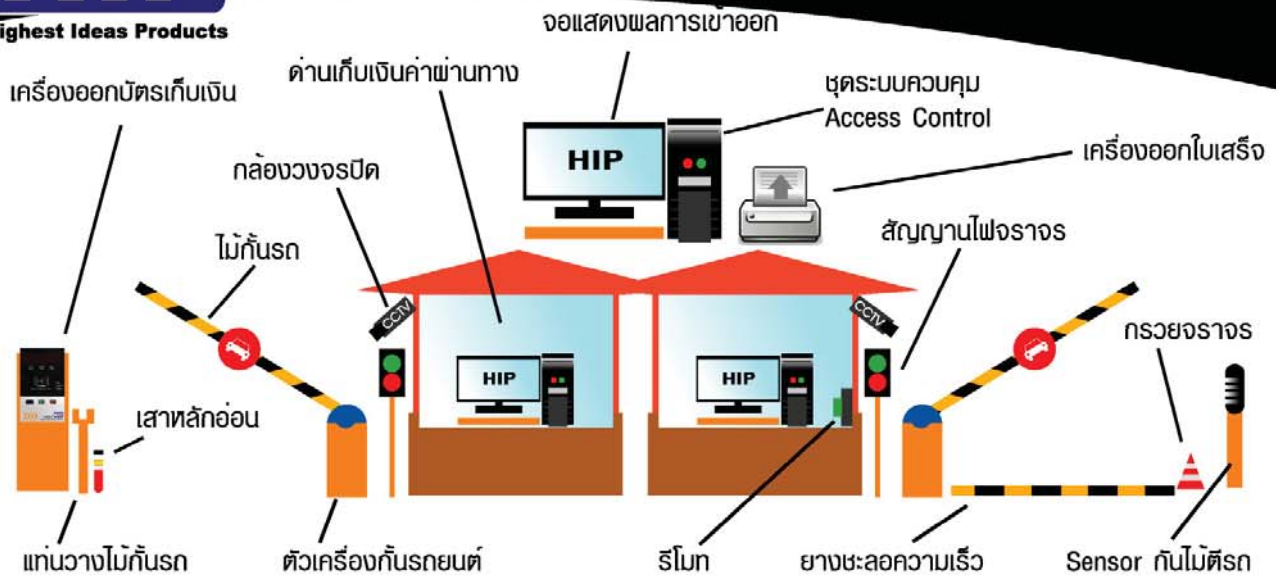 ighest Ideas Products
จอแสดงผลการเข้าออก
เครื่องออกบัตรเก็บเงิน
ด่านเก็บเงินค่าผ่านทาง
ชุดระบบควบคุม
Access Control
เครื่องออกใบเสร็จ
กล้องวงจรปิด
HIP
สัญญานไฟจราจร
ไม้กั้นรถ
CCTV
CCTV
กรวยจราจร
HIP
HIP
เสาหลักอ่อน
แท่นวางไม้กั้นรถ
ตัวเครื่องกั้นรถยนต์
รีโมท
ยางชะลอความเร็ว
Sensor กันไม้ตีรถ